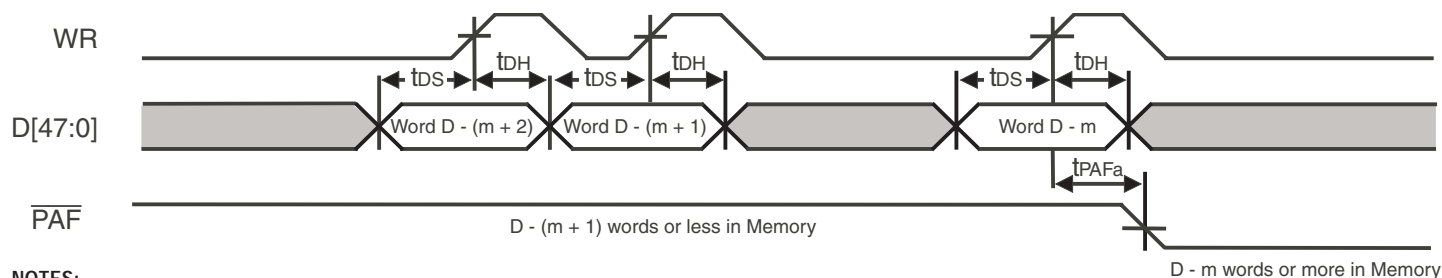 WR
tDS tDH tDS tDH tDS tDH
D[47:0] Word D - (m + 2) Word D - (m + 1) Word D - m
tPAFa
PAF
D - (m + 1) words or less in Memory
D - m words or more in Memory
NOTES: